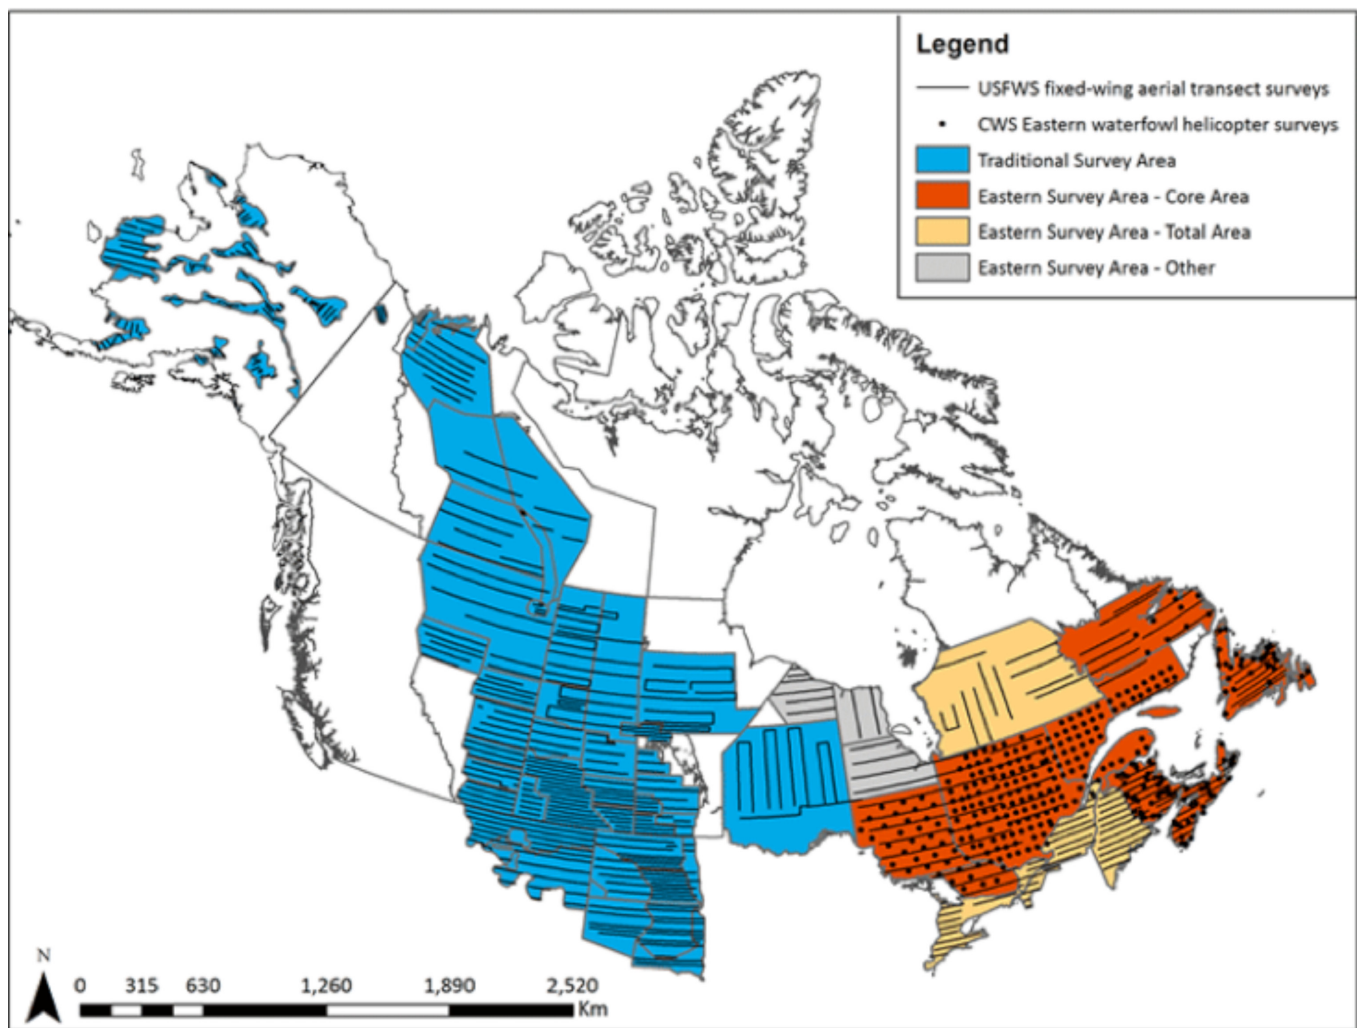 Legend
USFWS fixed-wing aerial transect surveys
CWS Eastern waterfowl helicopter surveys
Traditional Survey Area
Eastern Survey Area - Core Area
Eastern Survey Area - Total Area
Eastern Survey Area - Other
N
0 315 630 1,260 1,890 2,520
Km